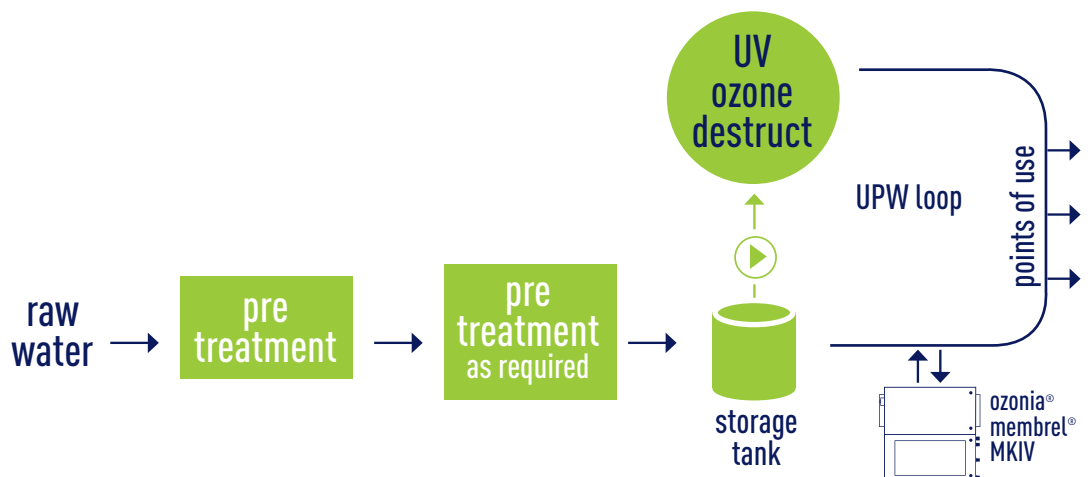 raw
water
pre
treatment
pre
treatment
as required
storage
tank
UV
ozone
destruct
UPW loop
points of use
ozonia®
membrel®
MKIV